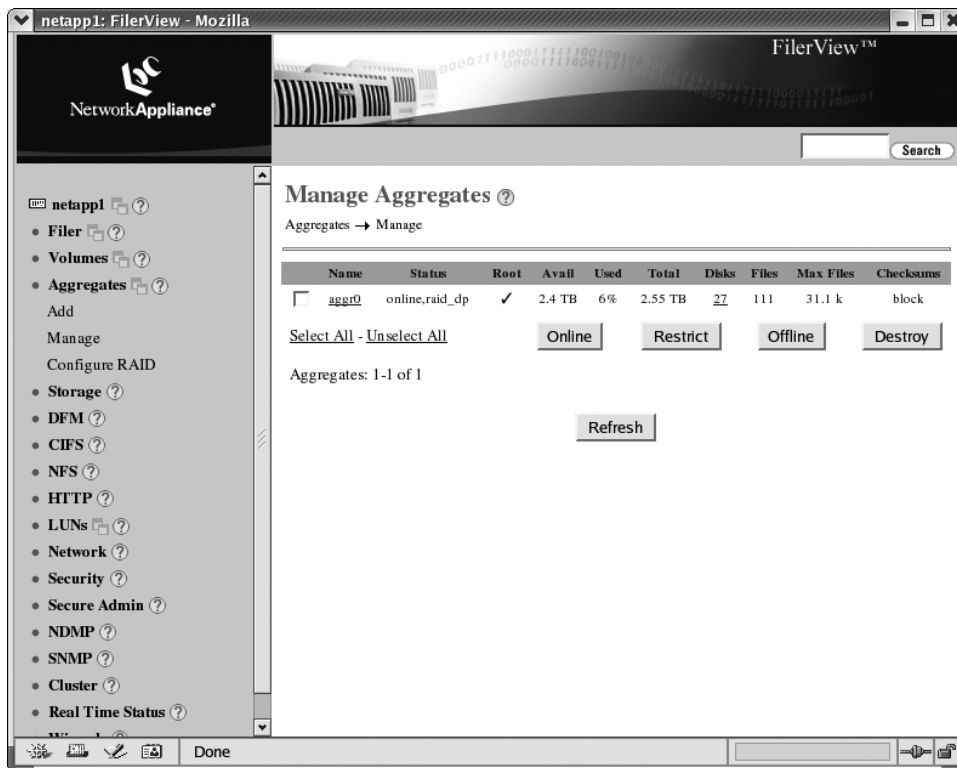 netapp1: FilerView - Mozilla
NetworkAppliance®
FilerView™
Search
netapp1
Filer
Volumes
Aggregates
Add
Manage
Configure RAID
Storage
DFM
CIFS
NFS
HTTP
LUNs
Network
Security
Secure Admin
NDMP
SNMP
Cluster
Real Time Status
Manage Aggregates
Aggregates → Manage
Name Status Root Avail Used Total Disks Files Max Files Checksums
aggr0 online,raid_dp ✓ 2.4 TB 6% 2.55 TB 27 111 31.1 k block
Select All - Unselect All Online Restrict Offline Destroy
Aggregates: 1-1 of 1
Refresh
Done